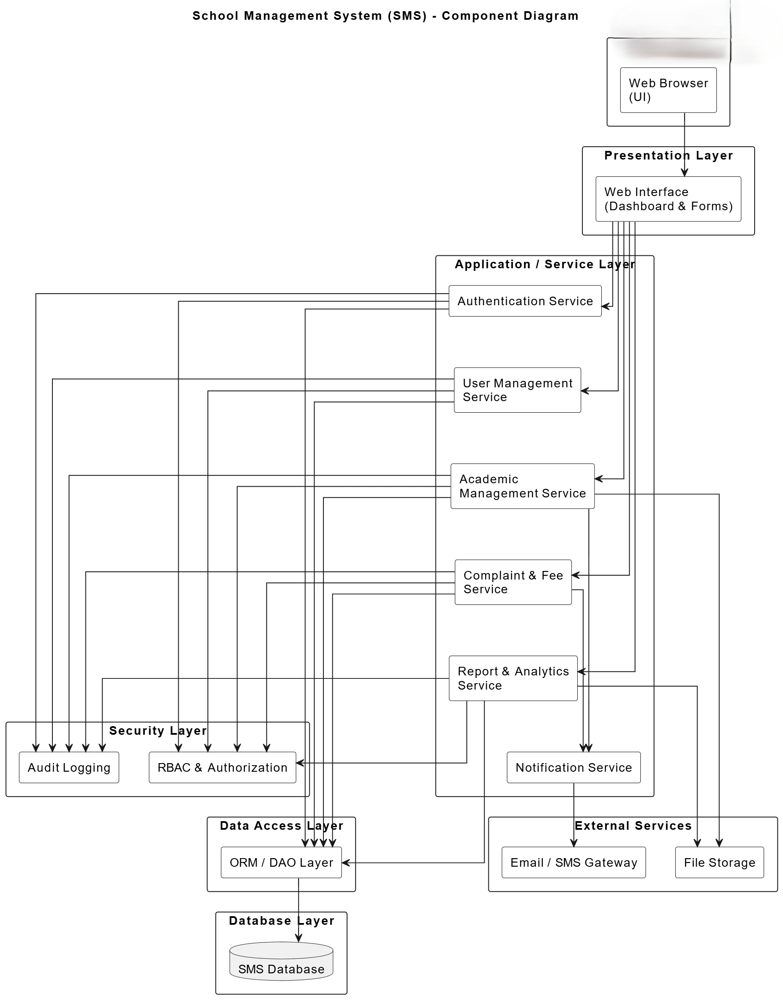 School Management System (SMS) - Component Diagram
Web Browser
(UI)
Presentation Layer
Web Interface
(Dashboard & Forms)
Application / Service Layer
Authentication Service
User Management
Service
Academic
Management Service
Complaint & Fee
Service
Report & Analytics
Service
Security Layer
Audit Logging
RBAC & Authorization
Notification Service
Data Access Layer
External Services
ORM / DAO Layer
Email / SMS Gateway
File Storage
Database Layer
SMS Database